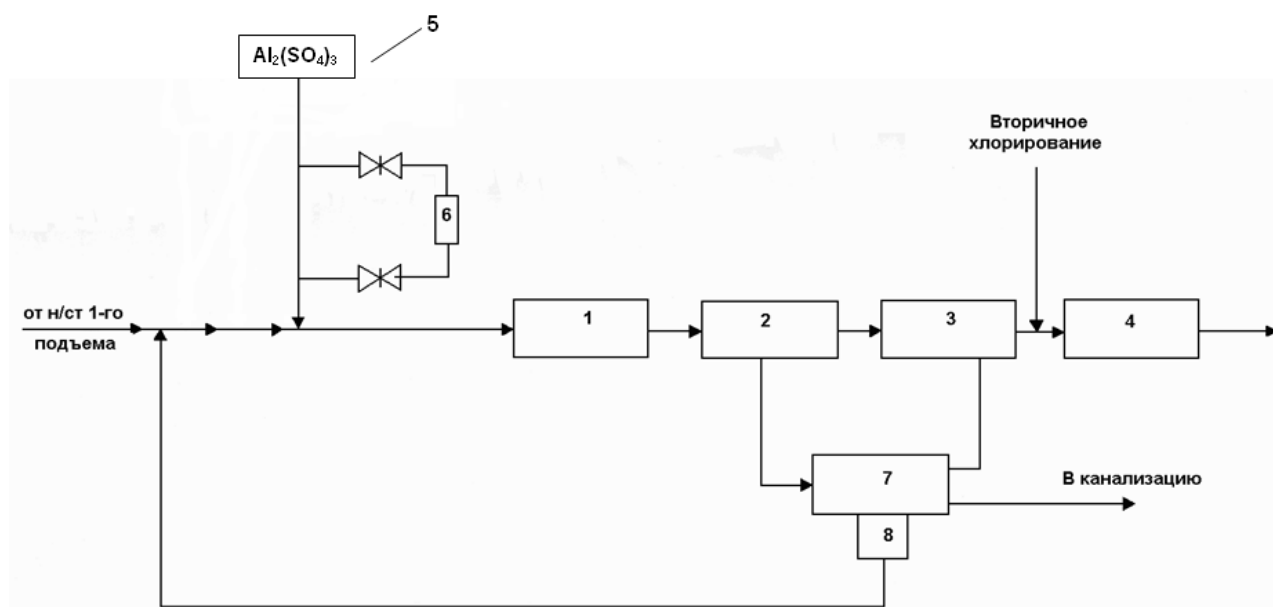 5
Al₂(SO₄)₃
Вторичное
хлорирование
6
от н/ст 1-го
подъема
1
2
3
4
7
В канализацию
8